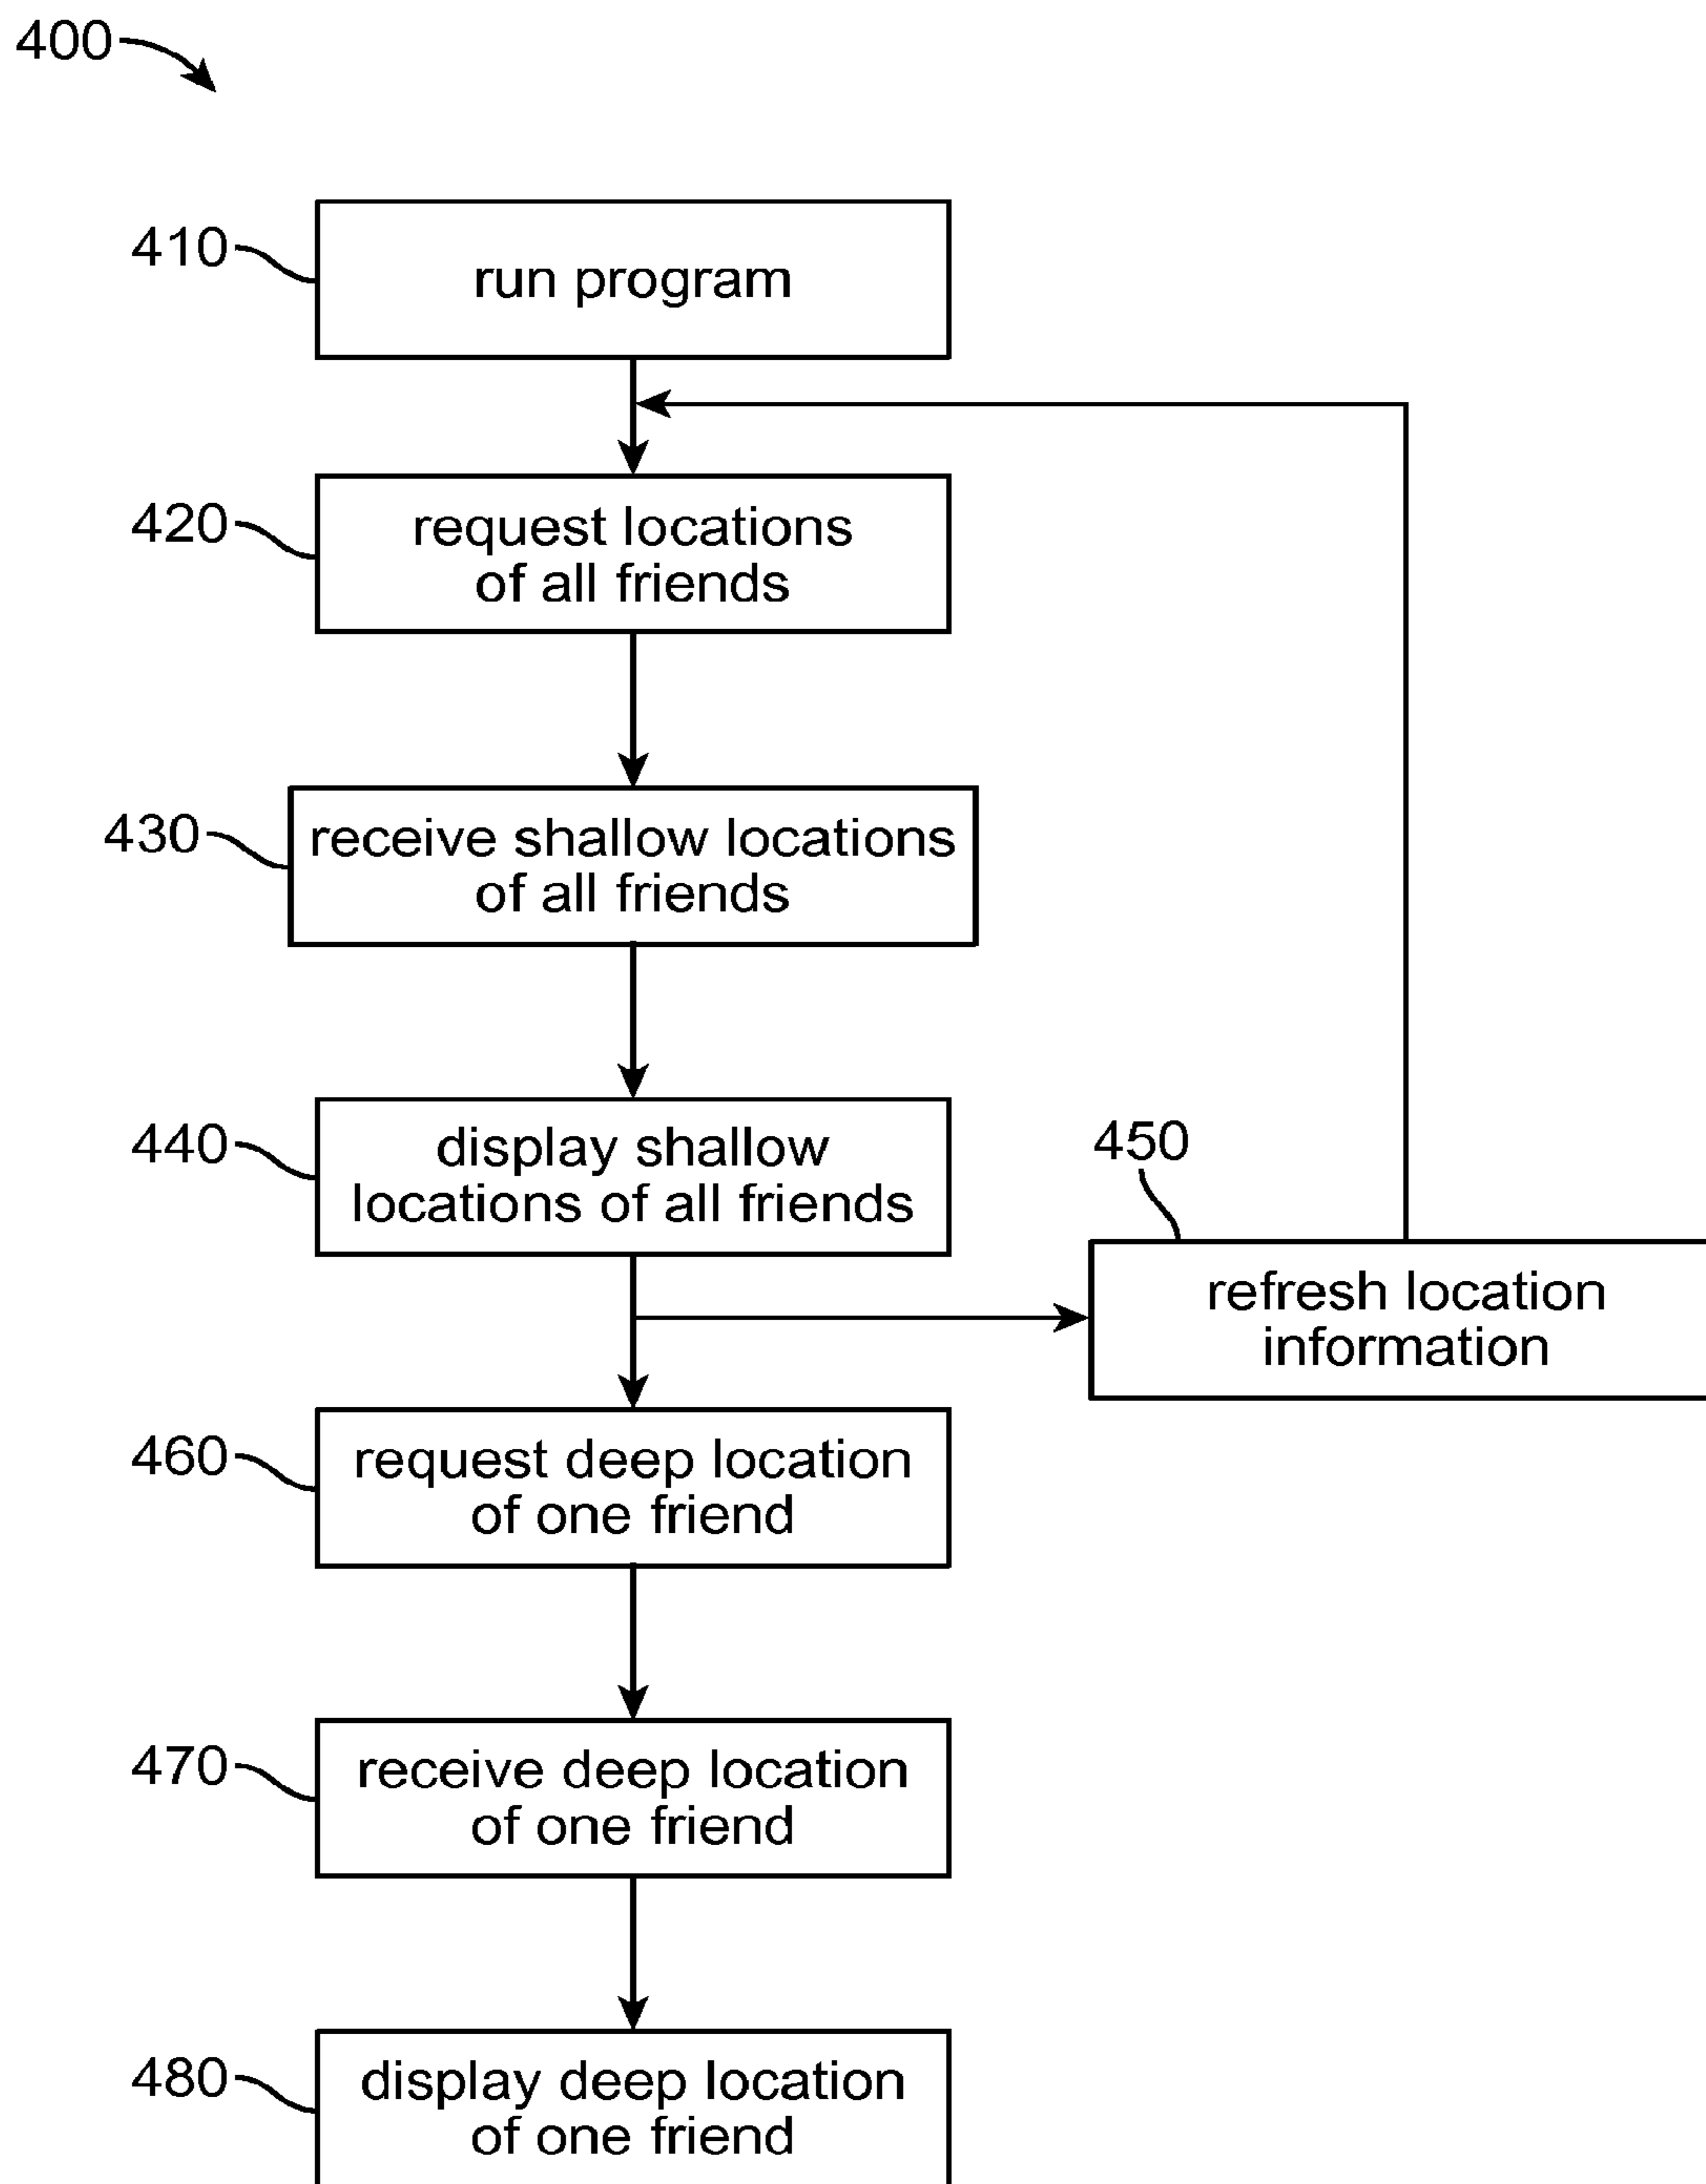 400
410
run program
420
request locations
of all friends
430
receive shallow locations
of all friends
440
display shallow
locations of all friends
450
refresh location
information
460
request deep location
of one friend
470
receive deep location
of one friend
480
display deep location
of one friend